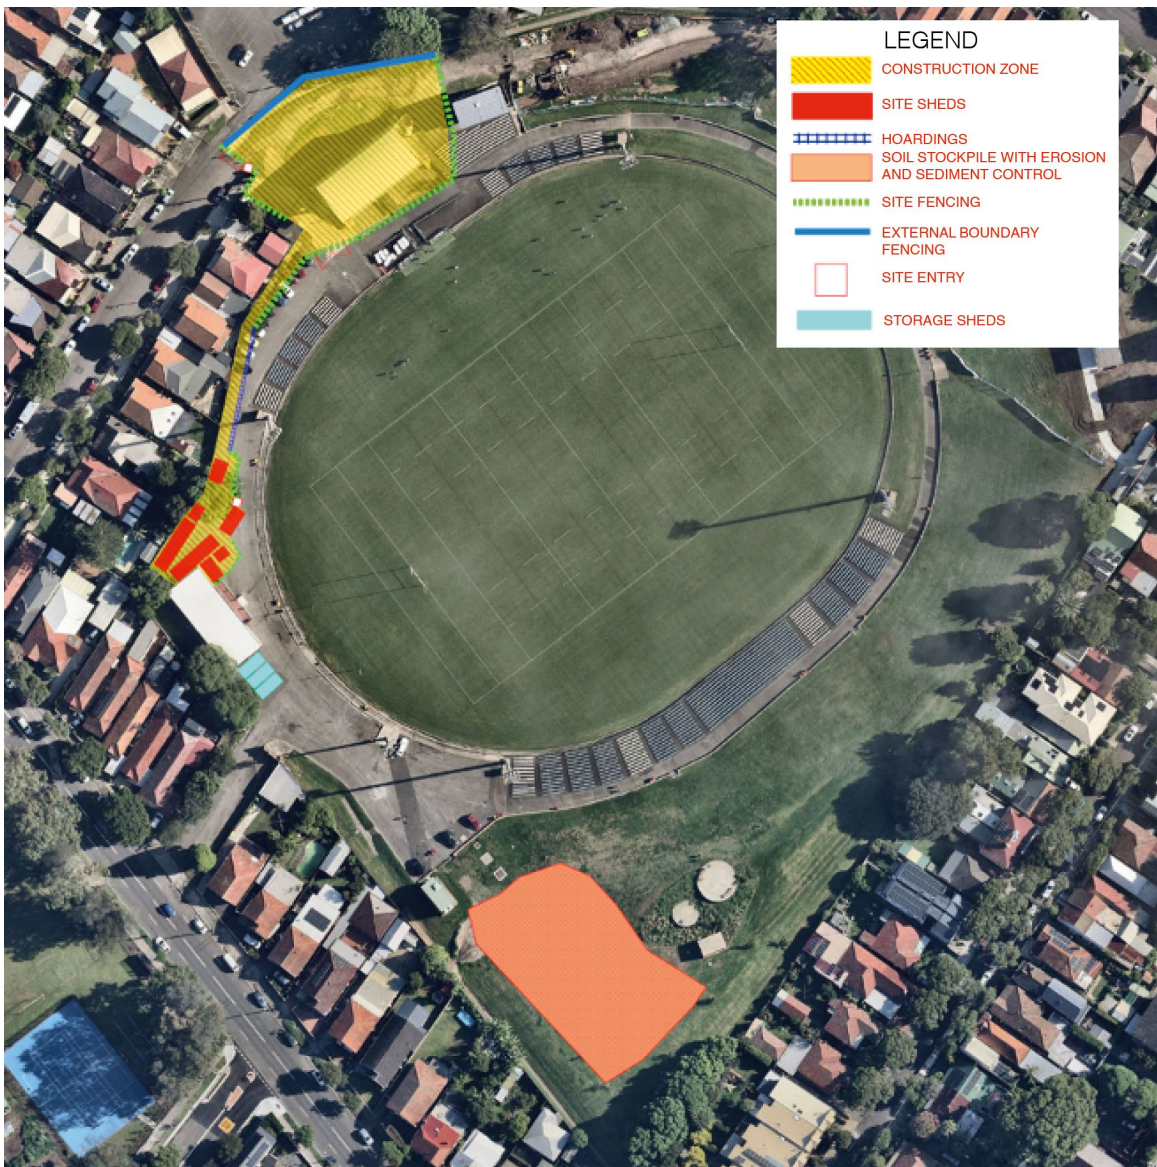 LEGEND
CONSTRUCTION ZONE
SITE SHEDS
HOARDINGS
SOIL STOCKPILE WITH EROSION
AND SEDIMENT CONTROL
SITE FENCING
EXTERNAL BOUNDARY
FENCING
SITE ENTRY
STORAGE SHEDS